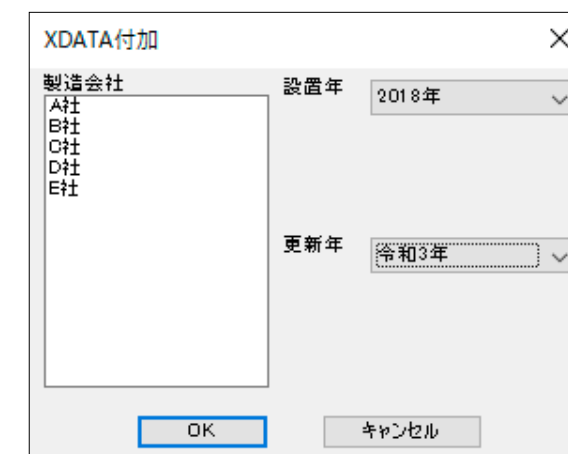 XDATA付加
製造会社
A社
B社
C社
D社
E社
設置年
2018年
更新年
令和3年
OK
キャンセル